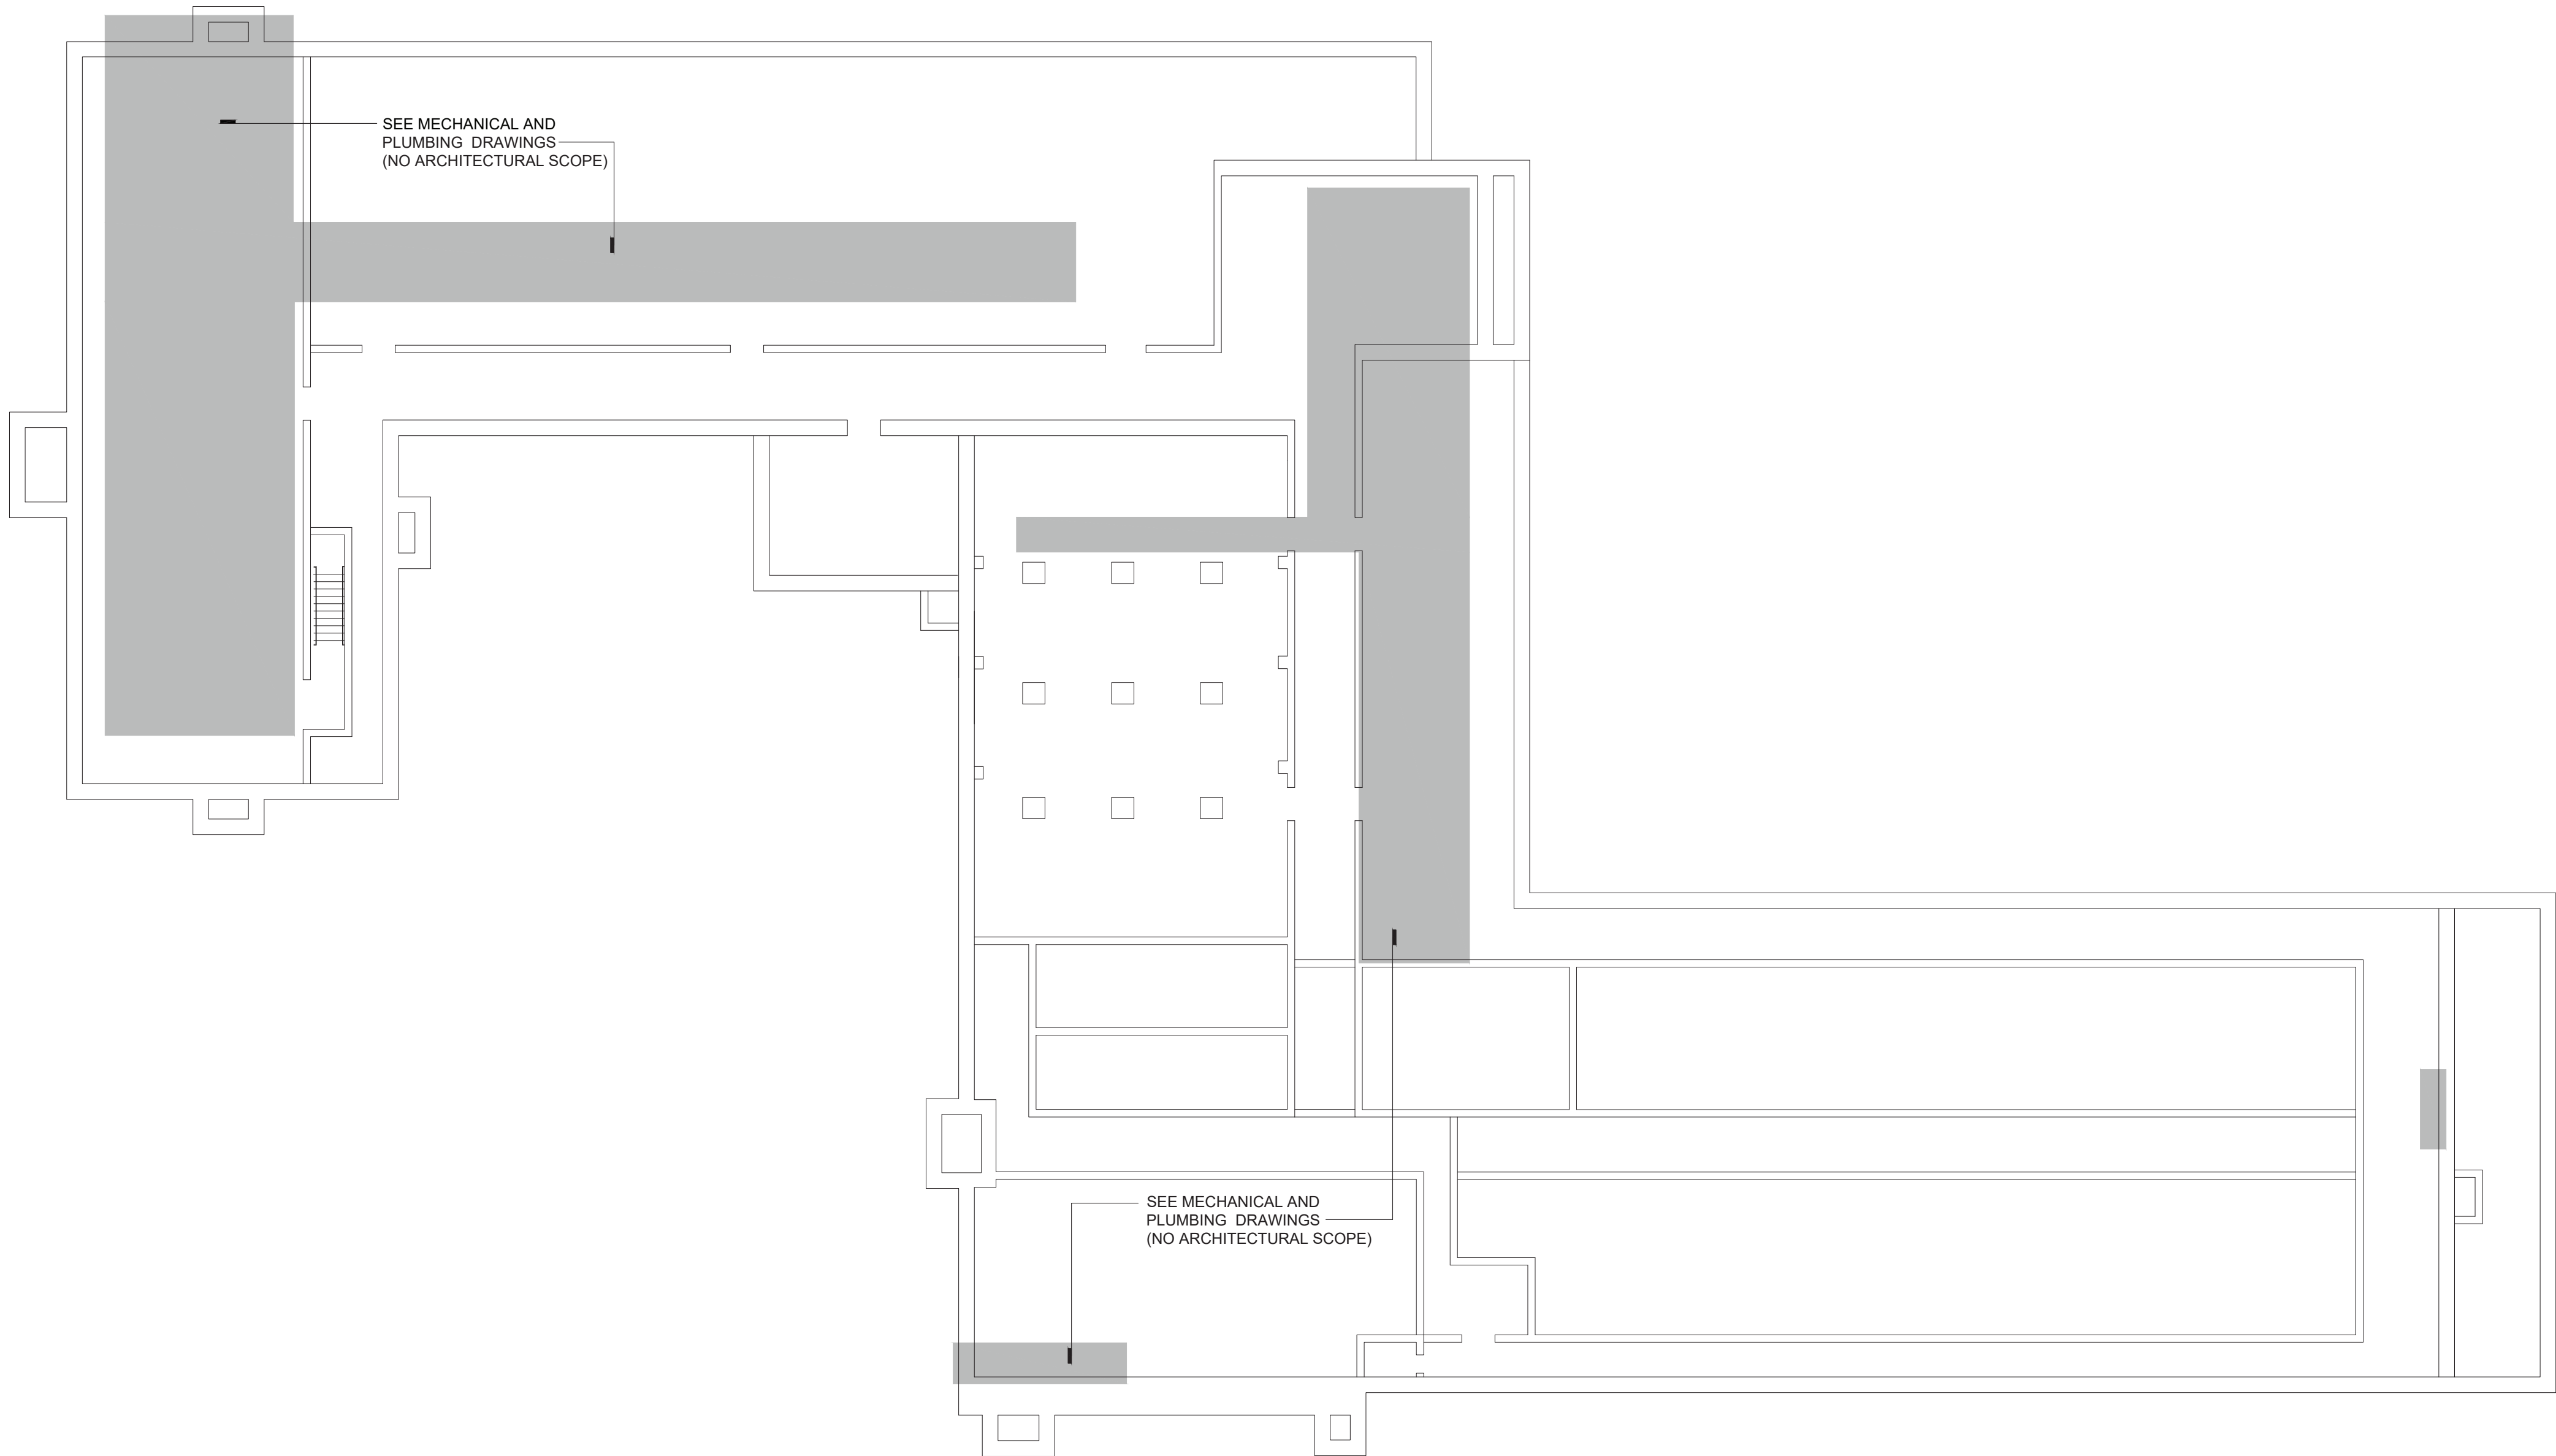 SEE MECHANICAL AND
PLUMBING DRAWINGS
(NO ARCHITECTURAL SCOPE)
SEE MECHANICAL AND
PLUMBING DRAWINGS
(NO ARCHITECTURAL SCOPE)